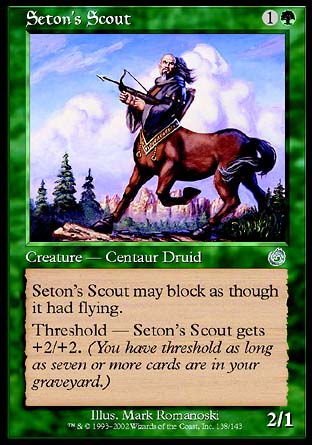 Seton's Scout 1
Creature — Centaur Druid
Seton's Scout may block as though
it had flying.
Threshold — Seton's Scout gets
+2/+2. (You have threshold as long
as seven or more cards are in your
graveyard.)
Illus. Mark Romanoski
™ & © 1993–2002 Wizards of the Coast, Inc. 138/143
2/1